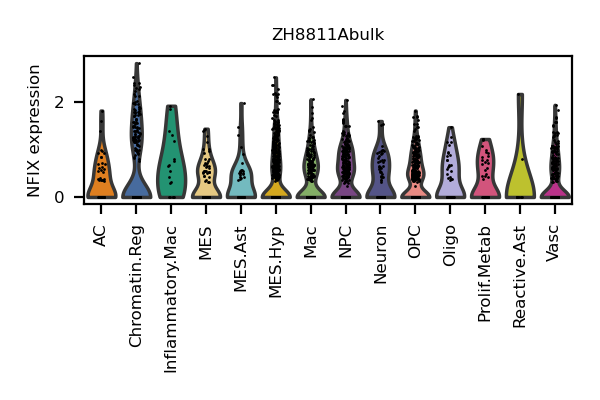 ZH8811Abulk
NFIX expression
2
0
AC
Chromatin.Reg
Inflammatory.Mac
MES
MES.Ast
MES.Hyp
Mac
NPC
Neuron
OPC
Oligo
Prolif.Metab
Reactive.Ast
Vasc